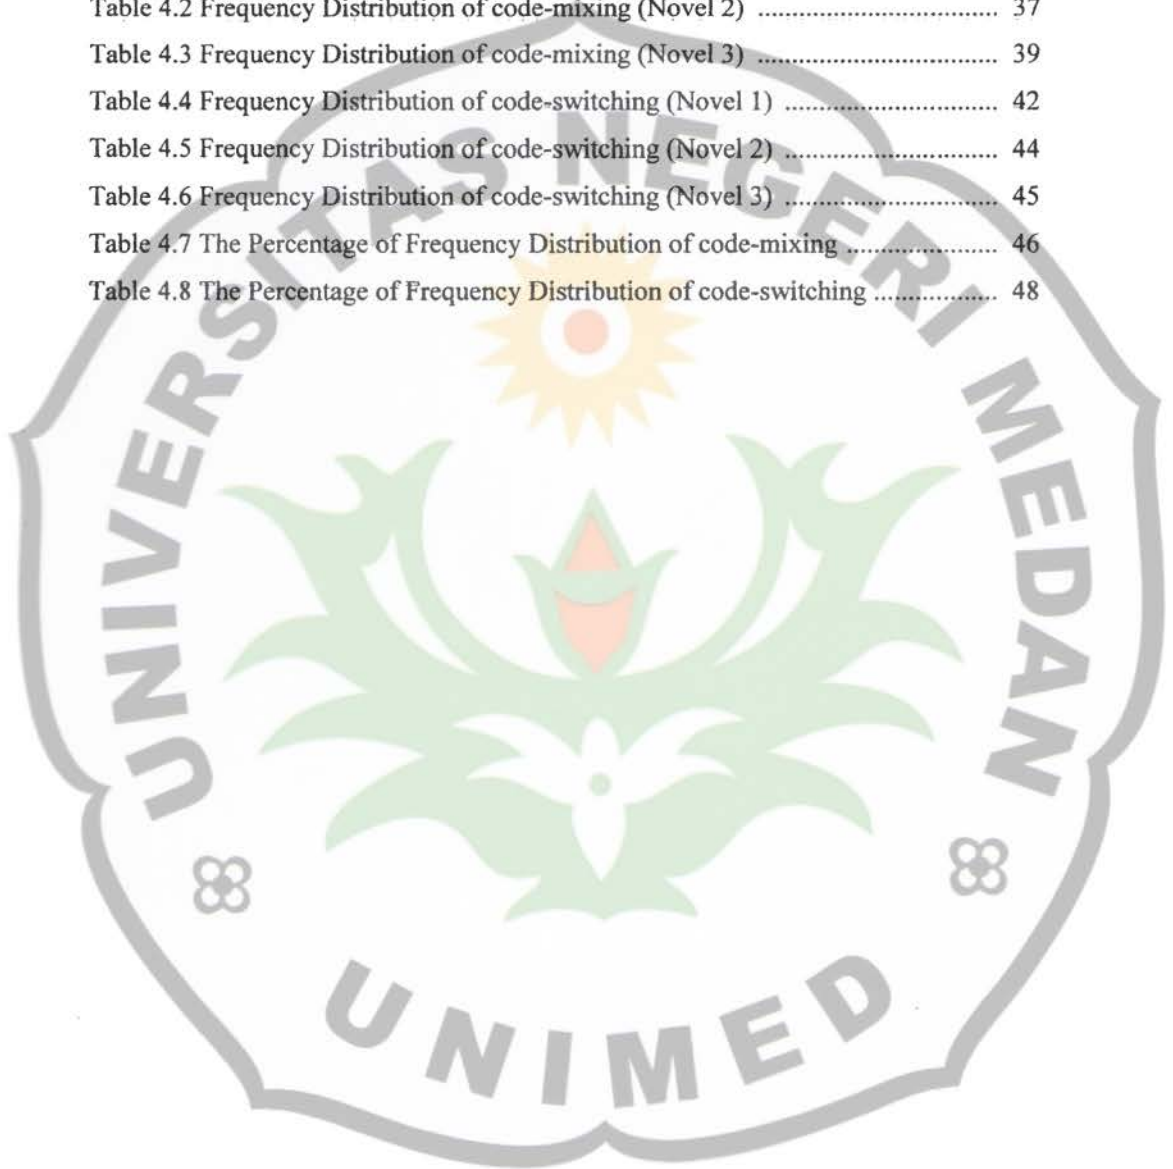 Table 4.2 Frequency Distribution of code-mixing (Novel 2) .................................. 37
Table 4.3 Frequency Distribution of code-mixing (Novel 3) .................................. 39
Table 4.4 Frequency Distribution of code-switching (Novel 1) .............................. 42
Table 4.5 Frequency Distribution of code-switching (Novel 2) .............................. 44
Table 4.6 Frequency Distribution of code-switching (Novel 3) .............................. 45
Table 4.7 The Percentage of Frequency Distribution of code-mixing ..................... 46
Table 4.8 The Percentage of Frequency Distribution of code-switching ................. 48
UNIVERSITAS NEGERI MEDAN
UNIMED